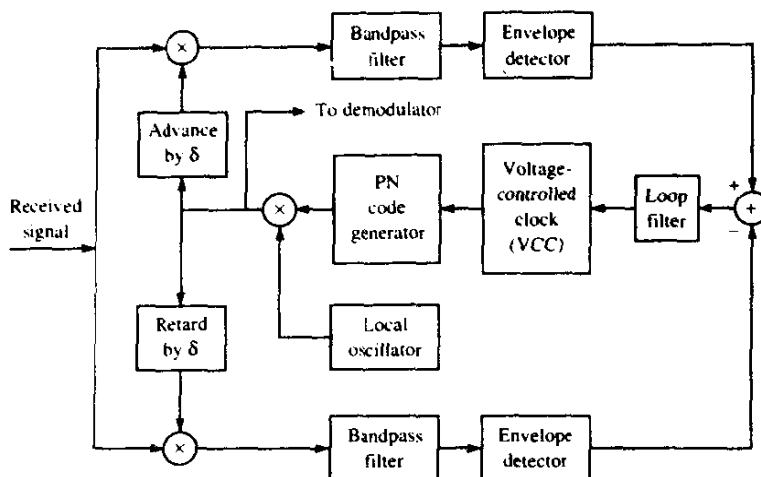 Bandpass
filter
Envelope
detector
×
To demodulator
Advance
by δ
Received
signal
×
PN
code
generator
Voltage-
controlled
clock
(VCC)
Loop
filter
+
+
−
Retard
by δ
Local
oscillator
×
Bandpass
filter
Envelope
detector